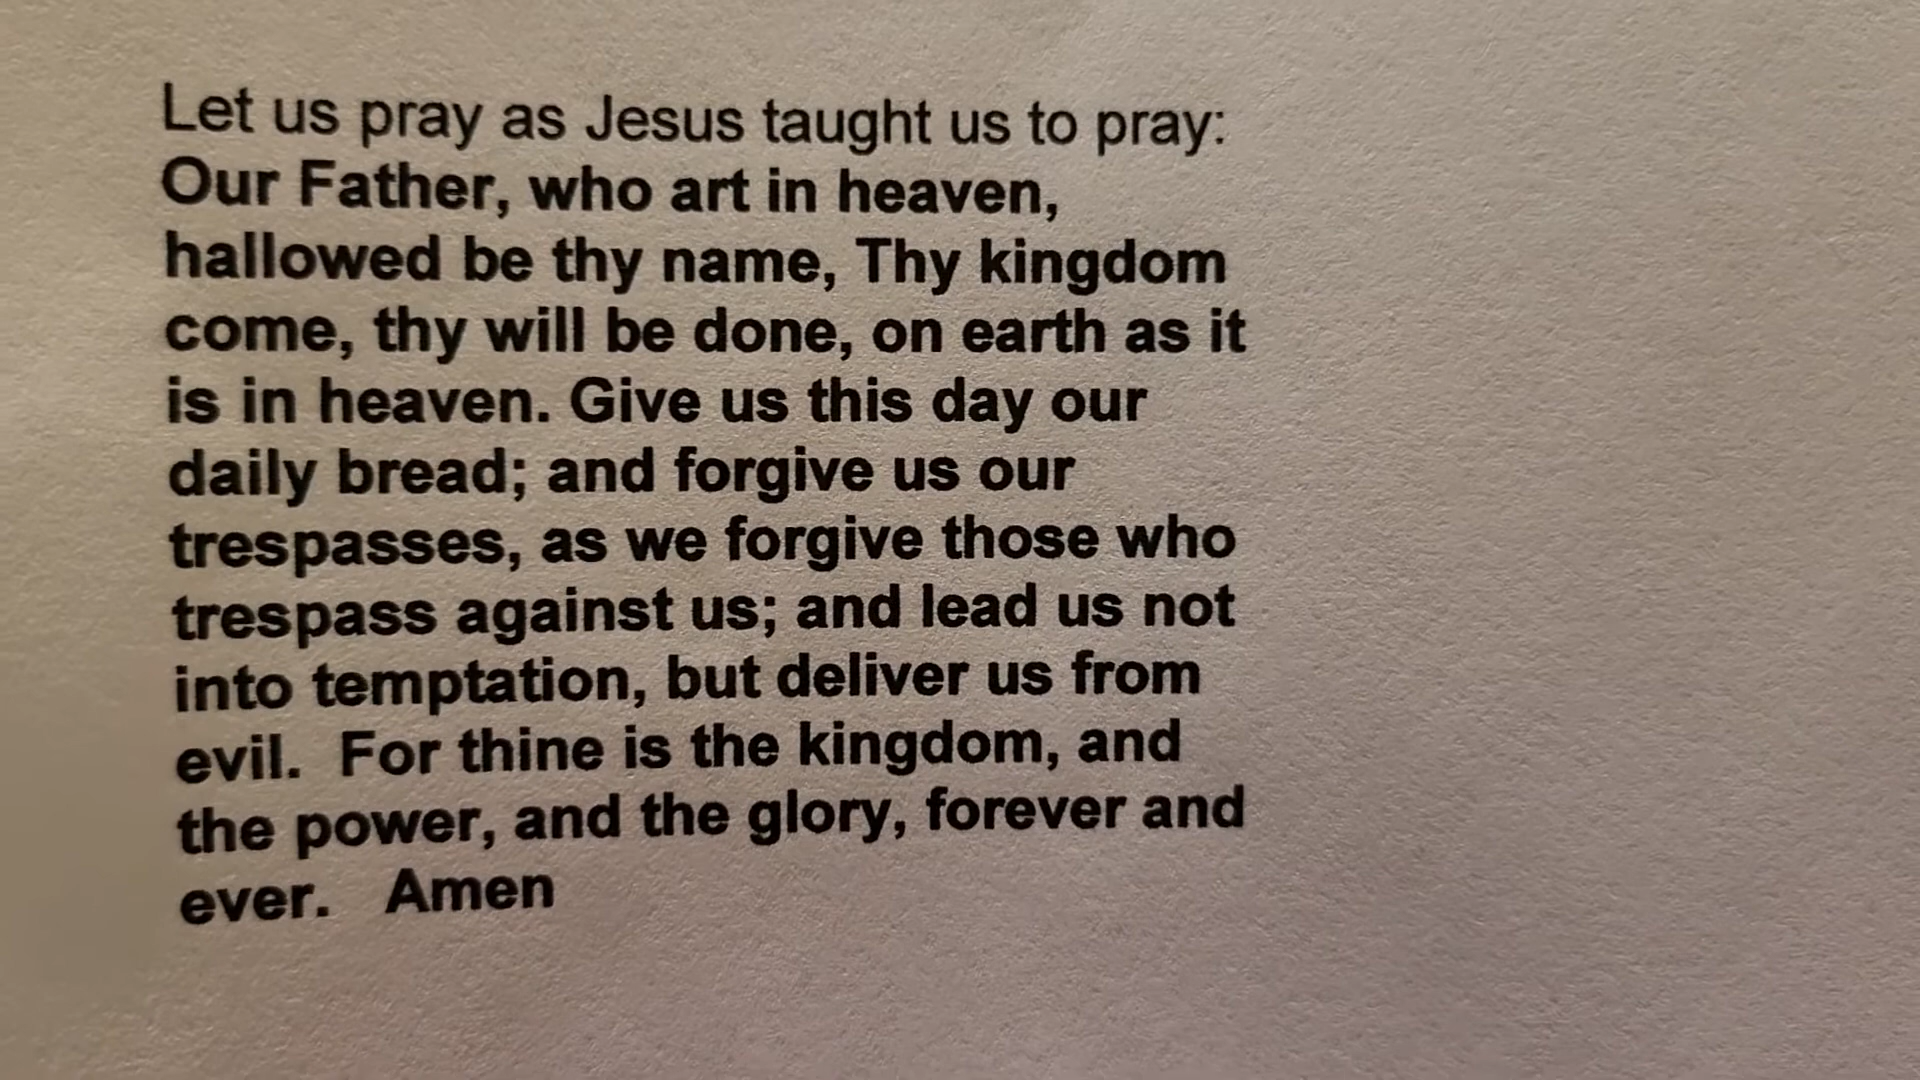 Let us pray as Jesus taught us to pray:
Our Father, who art in heaven,
hallowed be thy name, Thy kingdom
come, thy will be done, on earth as it
is in heaven. Give us this day our
daily bread; and forgive us our
trespasses, as we forgive those who
trespass against us; and lead us not
into temptation, but deliver us from
evil.  For thine is the kingdom, and
the power, and the glory, forever and
ever.   Amen